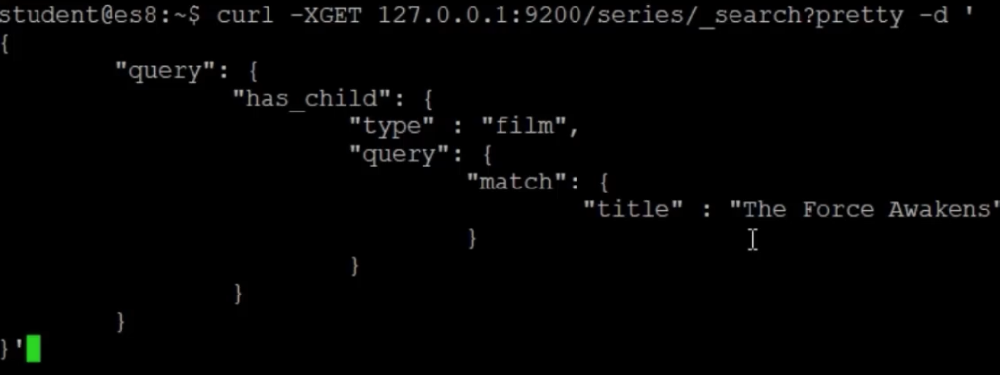 student@es8:~$ curl -XGET 127.0.0.1:9200/series/_search?pretty -d '
{
"query": {
"has_child": {
"type" : "film",
"query": {
"match": {
"title" : "The Force Awakens"
}
}
}
}
}'